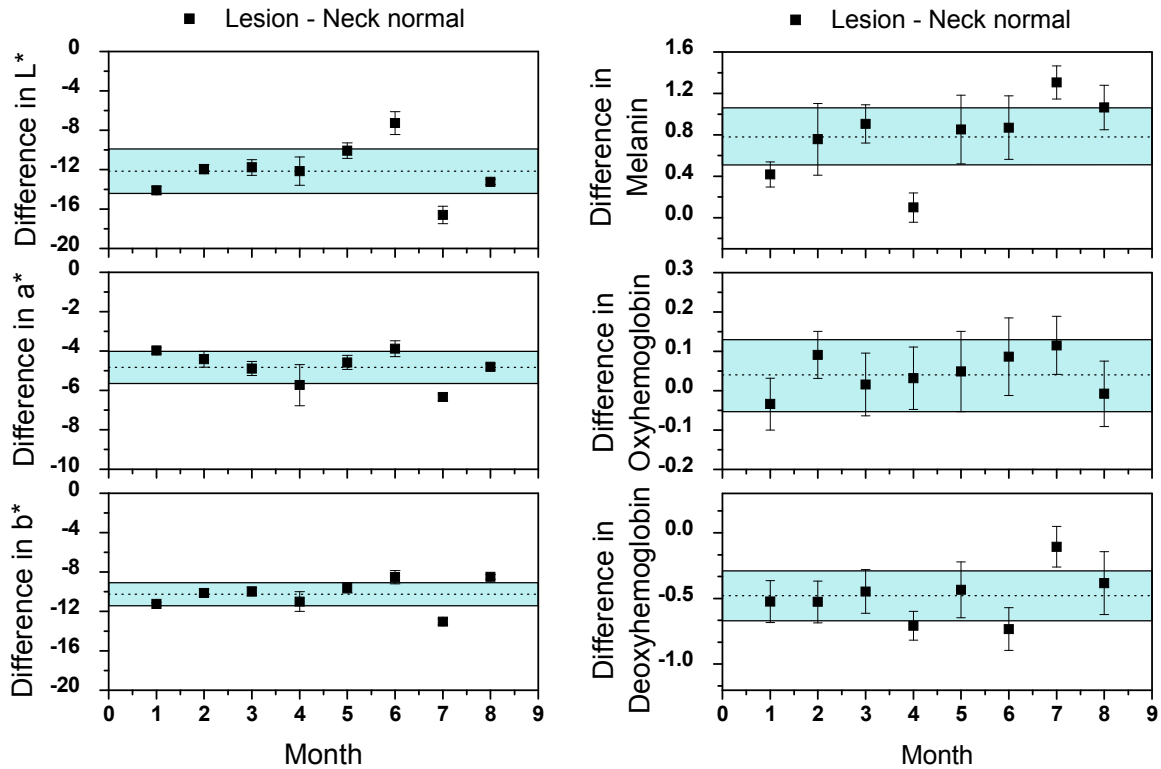 Lesion - Neck normal
Difference in L*
0
-4
-8
-12
-16
-20
Difference in a*
0
-2
-4
-6
-8
-10
Difference in b*
0
-4
-8
-12
-16
-20
0 1 2 3 4 5 6 7 8 9
Month
Lesion - Neck normal
Difference in
Melanin
1.6
1.2
0.8
0.4
0.0
Difference in
Oxyhemoglobin
0.3
0.1
0.0
-0.1
-0.2
Difference in
Deoxyhemoglobin
0.0
-0.5
-1.0
0 1 2 3 4 5 6 7 8 9
Month